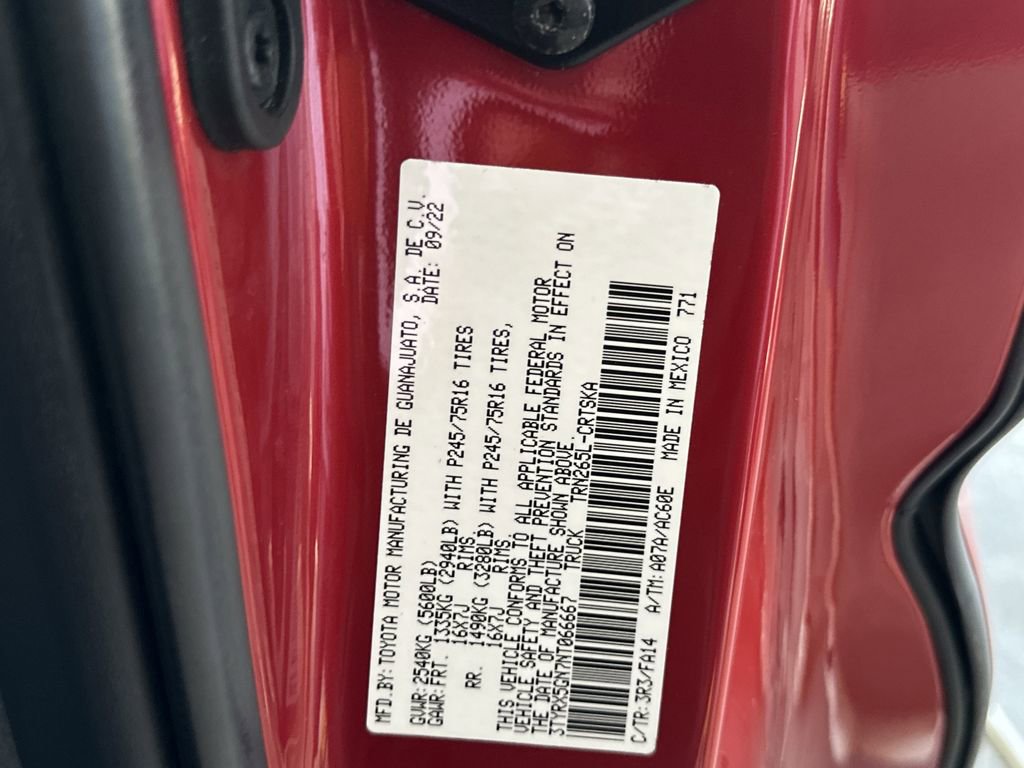 MFD.BY:TOYOTA MOTOR MANUFACTURING DE GUANAJUATO, S.A. DE C.V.
DATE: 09/22
GVWR:2540KG (5600LB)
GAWR:FRT. 1335KG (2940LB) WITH P245/75R16 TIRES
16X7J RIMS
RR. 1490KG (3280LB) WITH P245/75R16 TIRES,
16X7J RIMS.
THIS VEHICLE CONFORMS TO ALL APPLICABLE FEDERAL MOTOR
VEHICLE SAFETY AND THEFT PREVENTION STANDARDS IN EFFECT ON
THE DATE OF MANUFACTURE SHOWN ABOVE.
3TYRX5GN7NT066667 TRUCK TRN265L-CRTSKA
C/TR:3R3/FA14 A/TM:A07A/AC60E MADE IN MEXICO 771